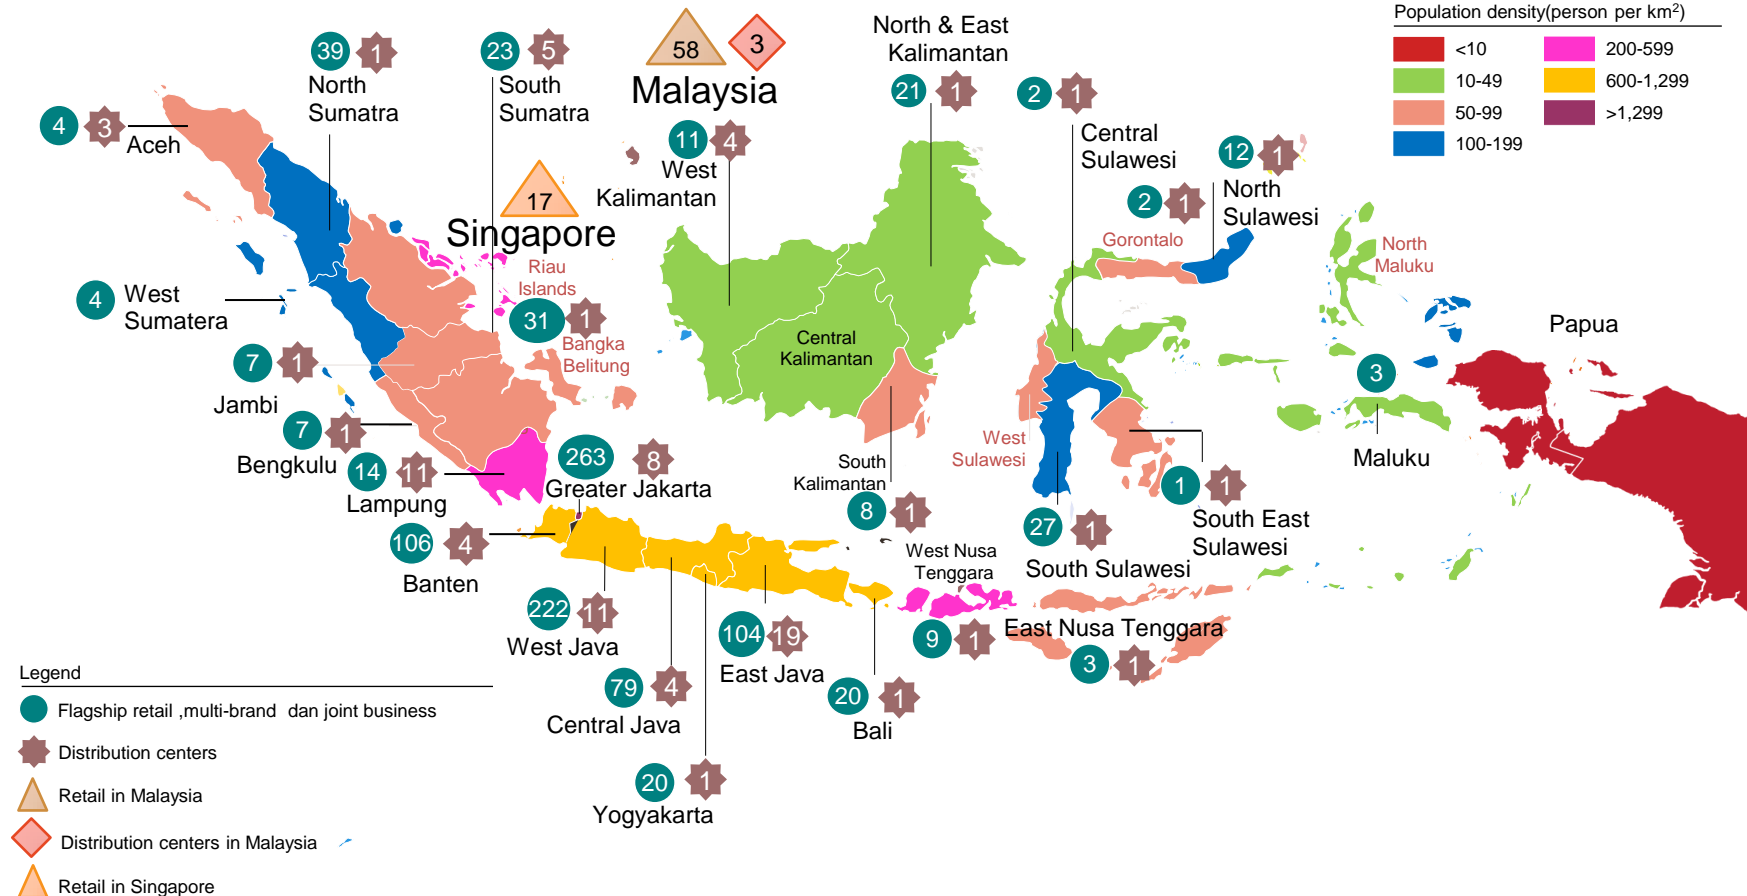 Population density(person per km²)
<10
10-49
50-99
100-199
200-599
600-1,299
>1,299
39 1
North
Sumatra
23 5
South
Sumatra
58 3
Malaysia
North & East
Kalimantan
21 1
2 1
Central
Sulawesi
4 3
Aceh
11 4
West
Kalimantan
12 1
North
Sulawesi
2 1
Gorontalo
17
Singapore
Riau
Islands
31 1
Bangka
Belitung
North
Maluku
4
West
Sumatera
Papua
Central
Kalimantan
7 1
Jambi
3
Maluku
7 1
Bengkulu
14 11
Lampung
263 8
Greater Jakarta
South
Kalimantan
8 1
West
Sulawesi
1 1
South East
Sulawesi
27 1
South Sulawesi
106 4
Banten
West Nusa
Tenggara
9 1
222 11
West Java
104 19
East Java
East Nusa Tenggara
3 1
79 4
Central Java
20 1
Bali
20 1
Yogyakarta
Legend
Flagship retail ,multi-brand dan joint business
Distribution centers
Retail in Malaysia
Distribution centers in Malaysia
Retail in Singapore